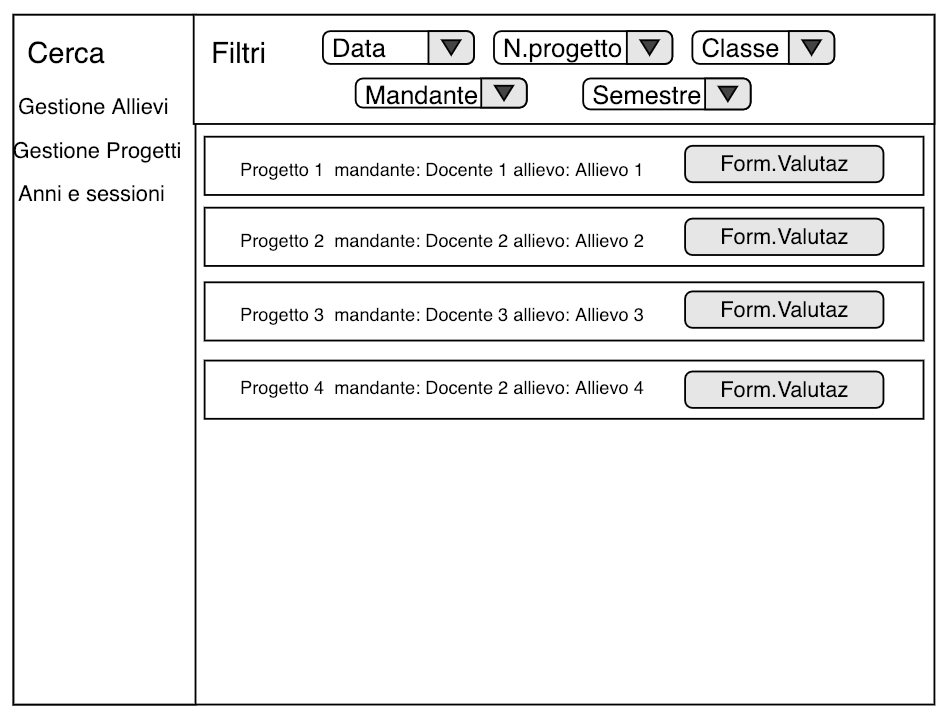 Cerca
Gestione Allievi
Gestione Progetti
Anni e sessioni
Filtri Data N.progetto Classe
Mandante Semestre
Progetto 1 mandante: Docente 1 allievo: Allievo 1 Form.Valutaz
Progetto 2 mandante: Docente 2 allievo: Allievo 2 Form.Valutaz
Progetto 3 mandante: Docente 3 allievo: Allievo 3 Form.Valutaz
Progetto 4 mandante: Docente 2 allievo: Allievo 4 Form.Valutaz